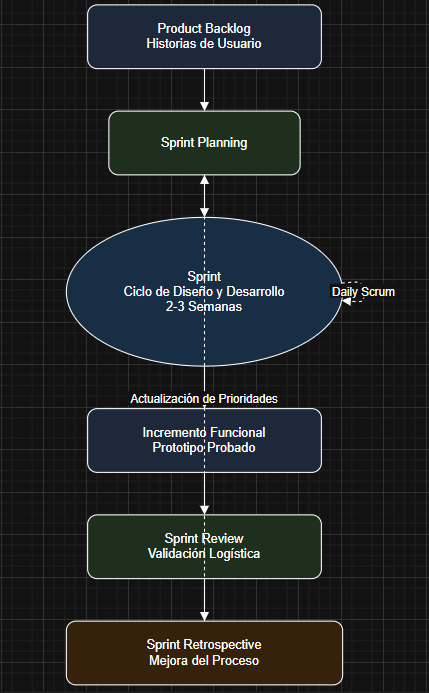 Product Backlog
Historias de Usuario
Sprint Planning
Sprint
Ciclo de Diseño y Desarrollo
2-3 Semanas
Daily Scrum
Actualización de Prioridades
Incremento Funcional
Prototipo Probado
Sprint Review
Validación Logística
Sprint Retrospective
Mejora del Proceso